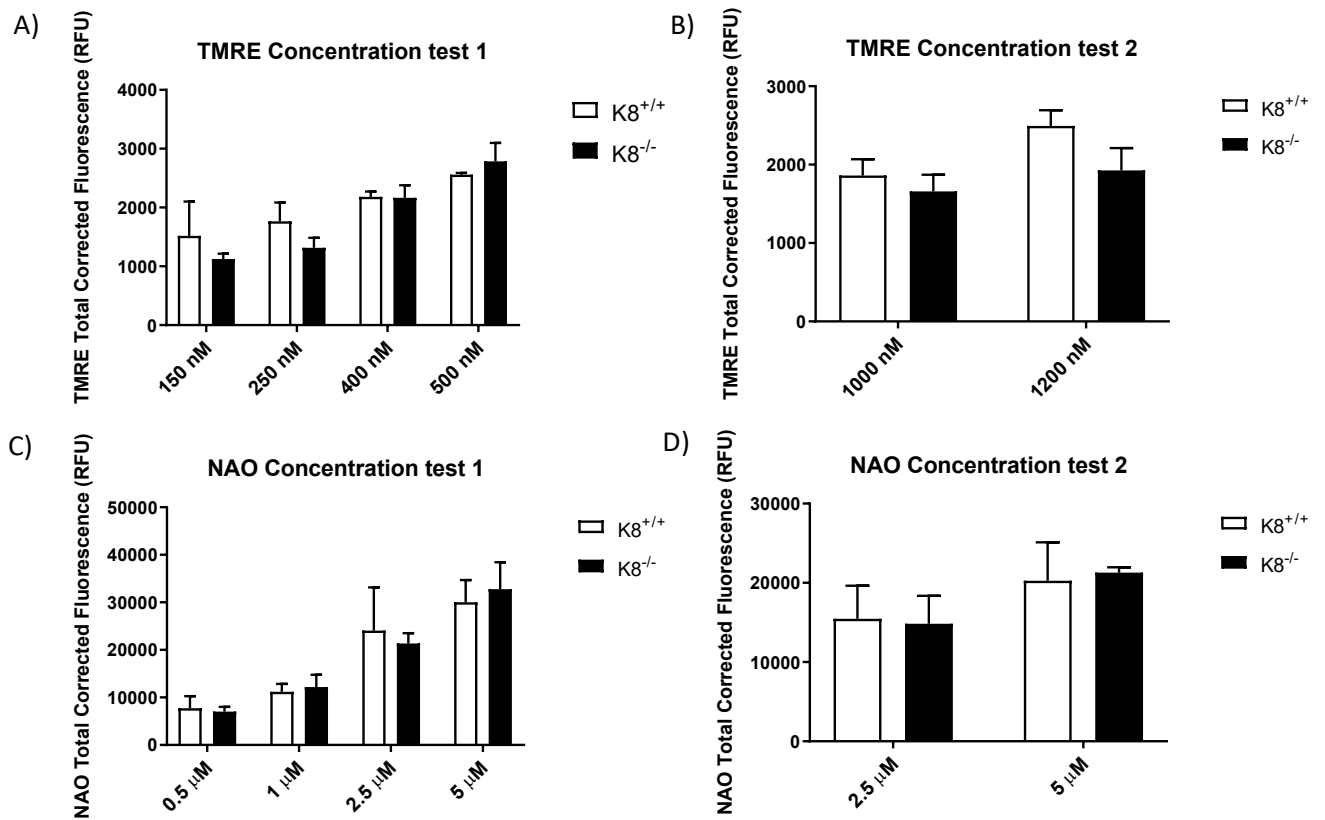 A)
TMRE Concentration test 1
TMRE Total Corrected Fluorescence (RFU)
4000
3000
2000
1000
0
150 nM
250 nM
400 nM
500 nM
K8+/+
K8-/-
B)
TMRE Concentration test 2
TMRE Total Corrected Fluorescence (RFU)
3000
2000
1000
0
1000 nM
1200 nM
K8+/+
K8-/-
C)
NAO Concentration test 1
NAO Total Corrected Fluorescence (RFU)
50000
40000
30000
20000
10000
0
0.5 μM
1 μM
2.5 μM
5 μM
K8+/+
K8-/-
D)
NAO Concentration test 2
NAO Total Corrected Fluorescence (RFU)
30000
20000
10000
0
2.5 μM
5 μM
K8+/+
K8-/-